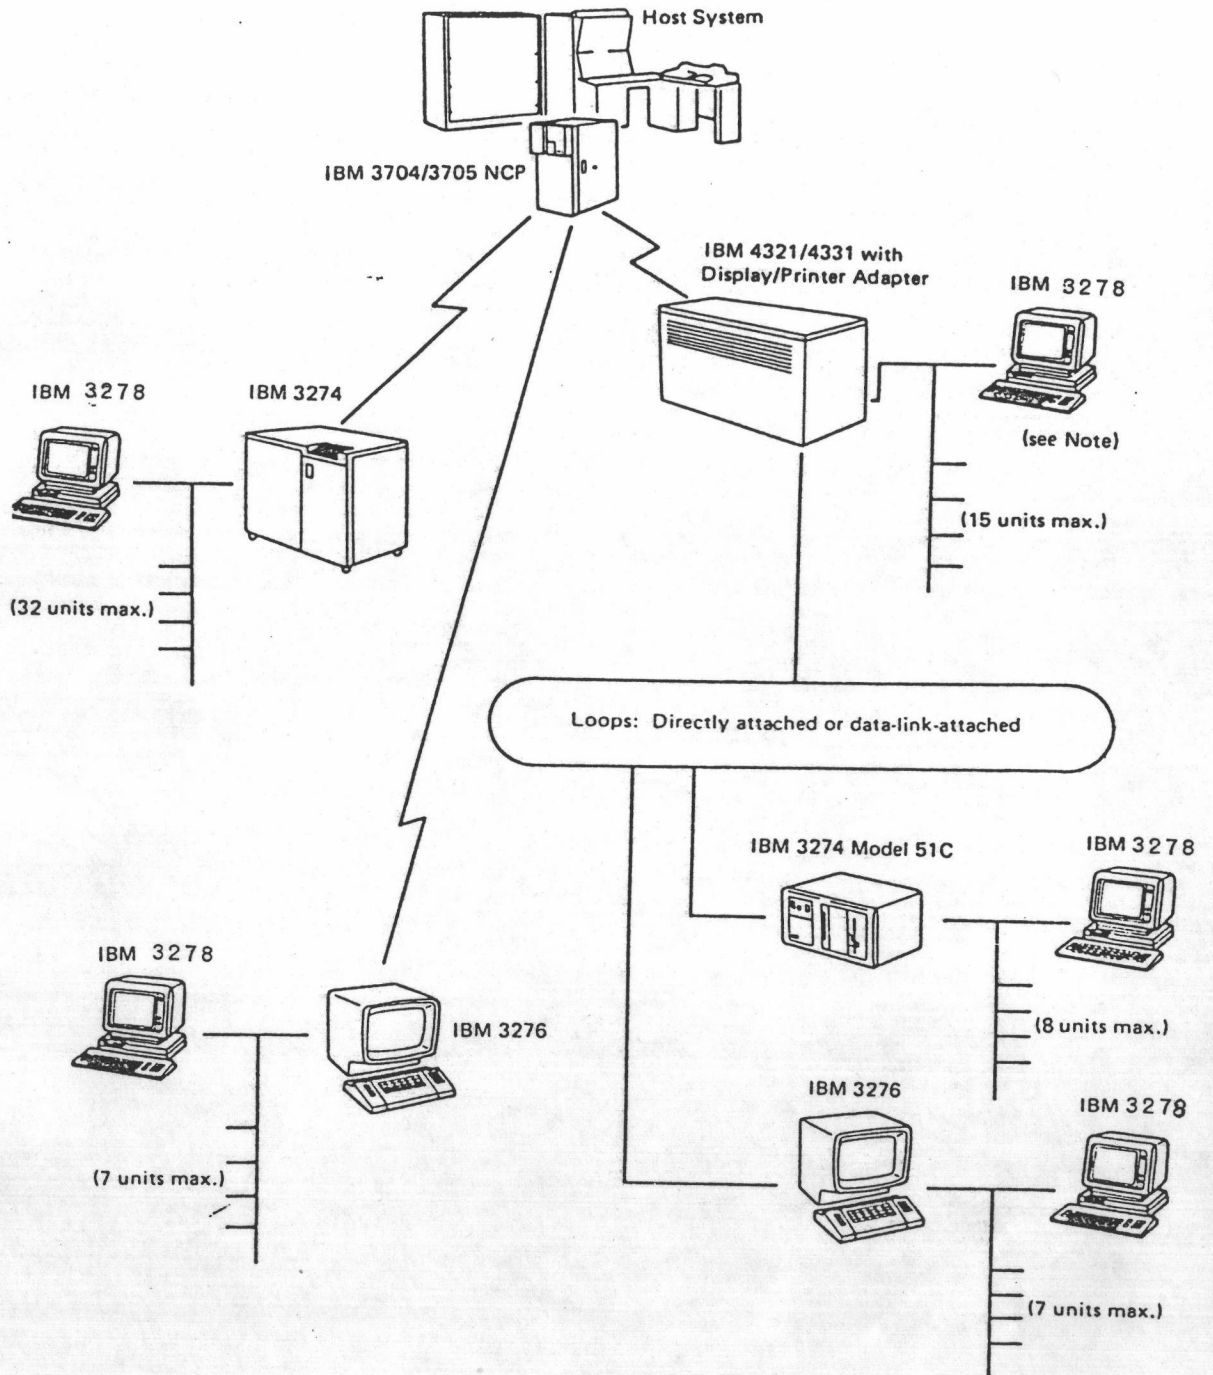 Host System
IBM 3704/3705 NCP
IBM 4321/4331 with
Display/Printer Adapter
IBM 3278
(see Note)
(15 units max.)
IBM 3278
IBM 3274
(32 units max.)
Loops: Directly attached or data-link-attached
IBM 3274 Model 51C
IBM 3278
(8 units max.)
IBM 3278
IBM 3276
(7 units max.)
IBM 3276
IBM 3278
(7 units max.)